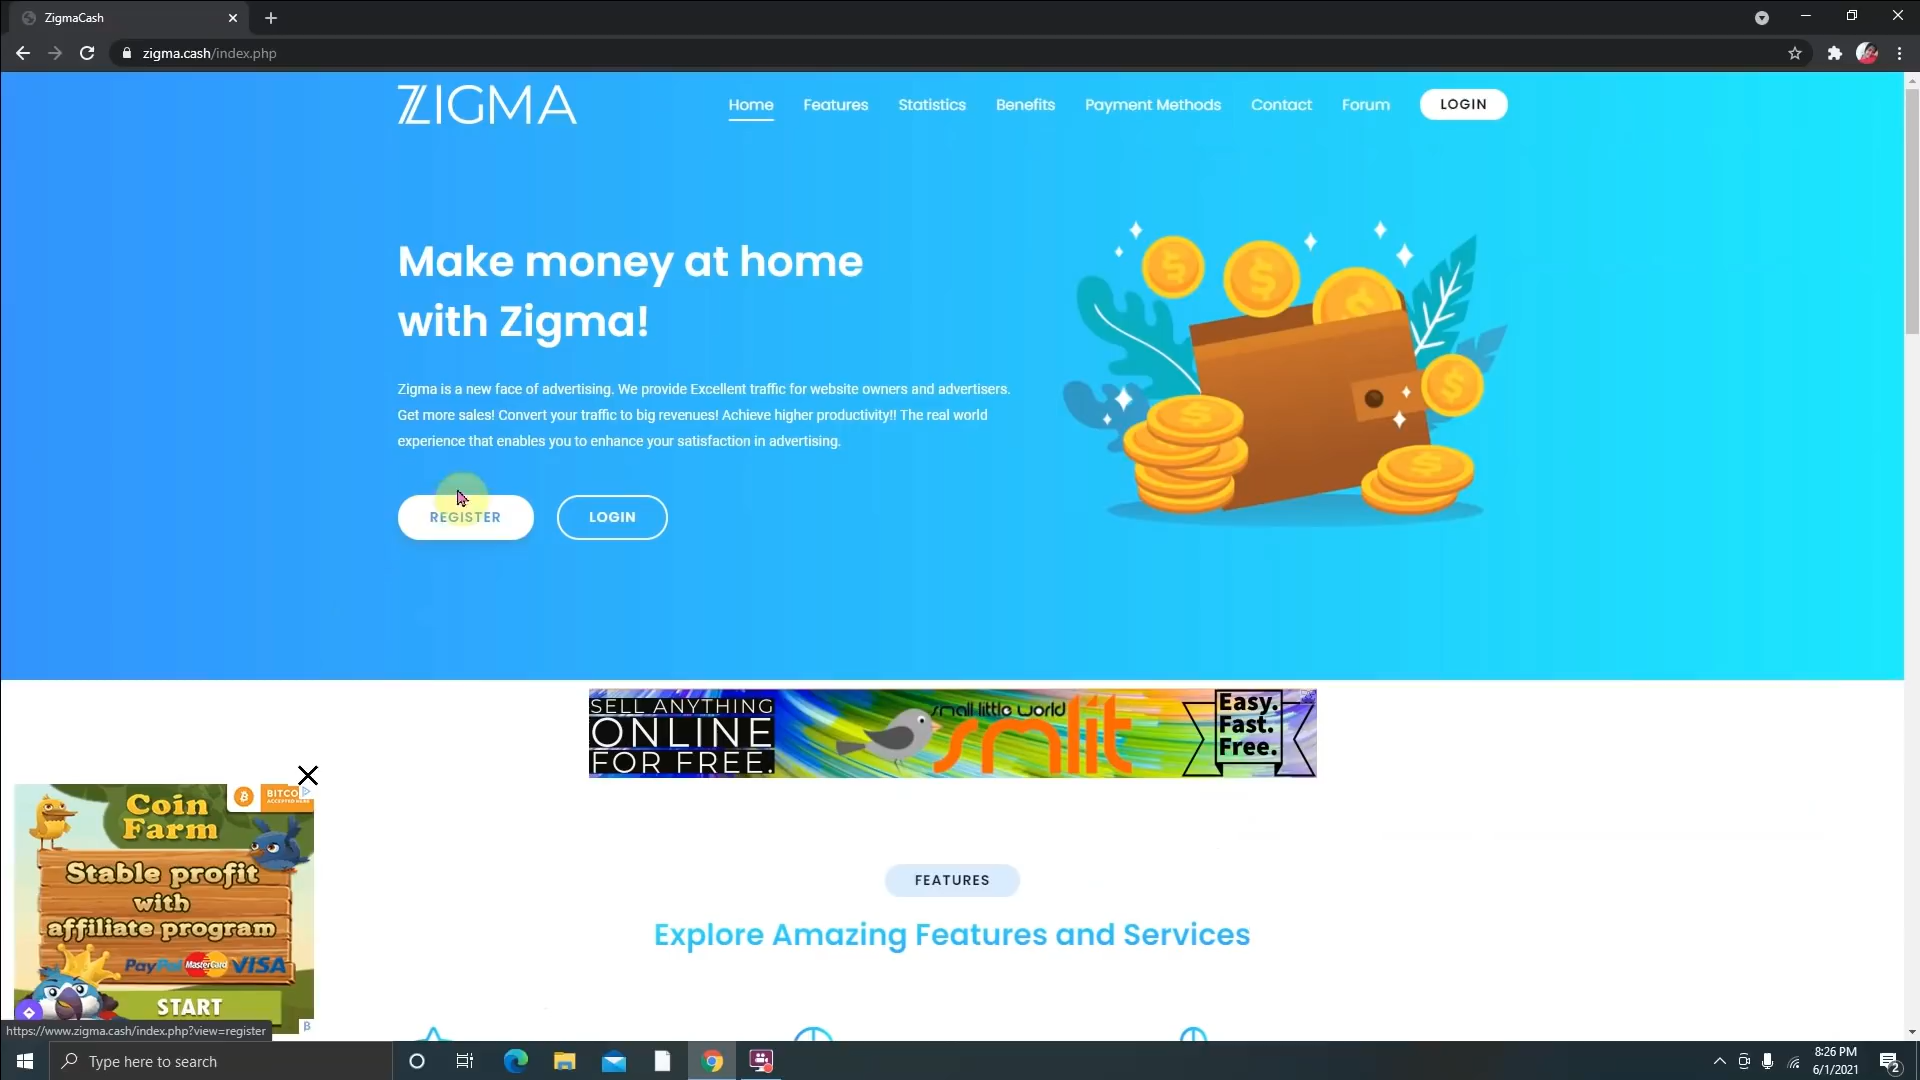 ZigmaCash
zigma.cash/index.php
ZIGMA
Home
Features
Statistics
Benefits
Payment Methods
Contact
Forum
LOGIN
Make money at home
with Zigma!
Zigma is a new face of advertising. We provide Excellent traffic for website owners and advertisers.
Get more sales! Convert your traffic to big revenues! Achieve higher productivity!! The real world
experience that enables you to enhance your satisfaction in advertising.
REGISTER
LOGIN
SELL ANYTHING
ONLINE
FOR FREE.
small little world
smlit
Easy.
Fast.
Free.
BITCO
ACCEPTED HERE
Coin
Farm
Stable profit
with
affiliate program
PayPal MasterCard VISA
START
FEATURES
Explore Amazing Features and Services
https://www.zigma.cash/index.php?view=register
Type here to search
8:26 PM
6/1/2021
2